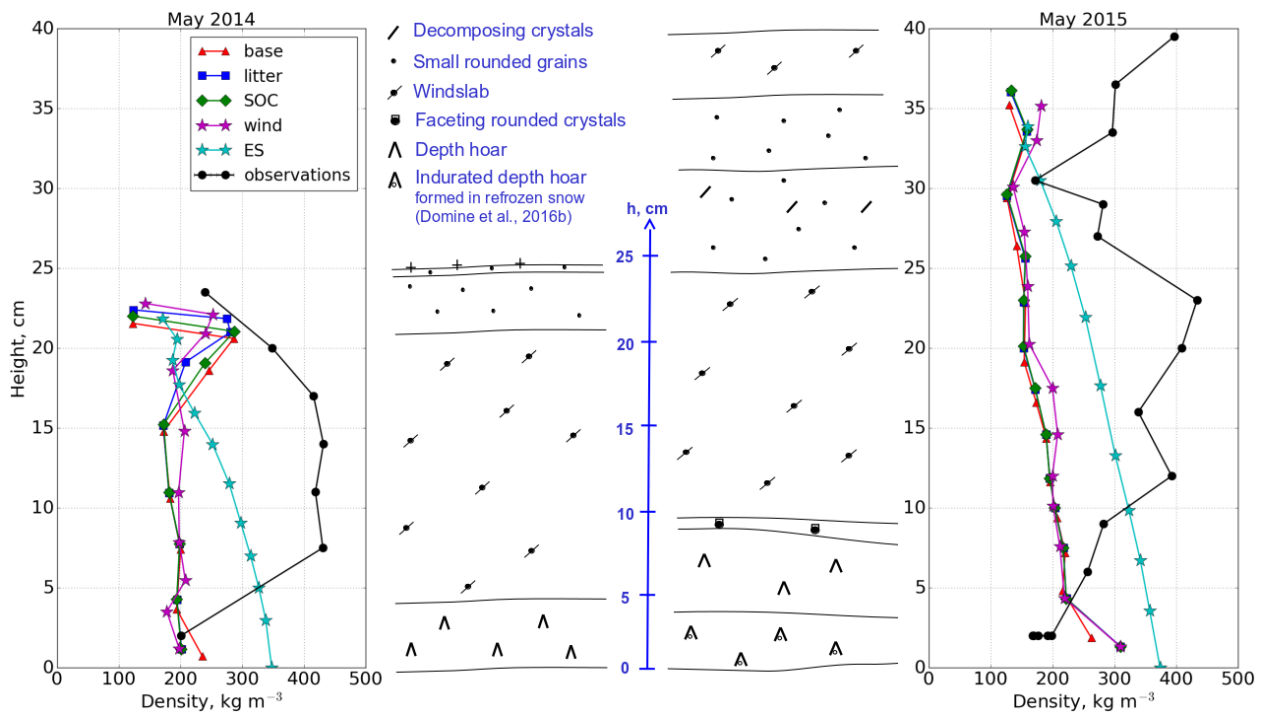 May 2014
40
35
30
25
20
15
10
5
0
Height, cm
base
litter
SOC
wind
ES
observations
0 100 200 300 400 500
Density, kg m⁻³
Decomposing crystals
Small rounded grains
Windslab
Faceting rounded crystals
Depth hoar
Indurated depth hoar
formed in refrozen snow
(Domine et al., 2016b)
h, cm
25
20
15
10
5
0
May 2015
40
35
30
25
20
15
10
5
0
0 100 200 300 400 500
Density, kg m⁻³